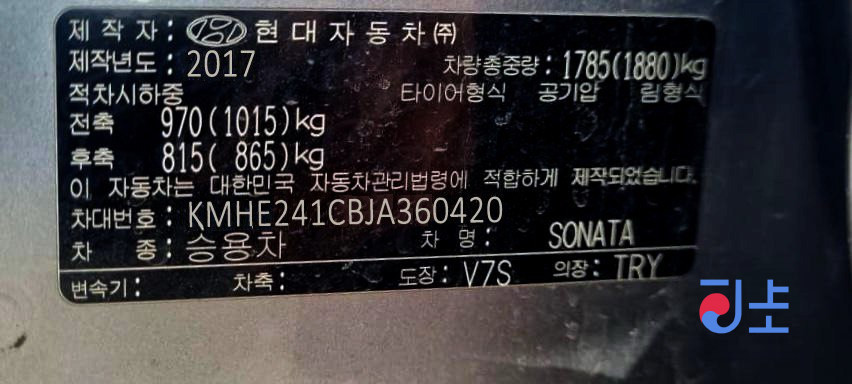 제 작 자 : 현 대 자 동 차 ㈜
제작년도 : 2017 차량총중량 : 1785(1880)kg
적차시하중 타이어형식 공기압 림형식
전축 970(1015)kg
후축 815( 865)kg
이 자동차는 대한민국 자동차관리법령에 적합하게 제작되었습니다.
차대번호 : KMHE241CBJA360420
차 종 : 승용차 차 명 : SONATA
변속기 : 차축 : 도장 : V7S 의장 : TRY